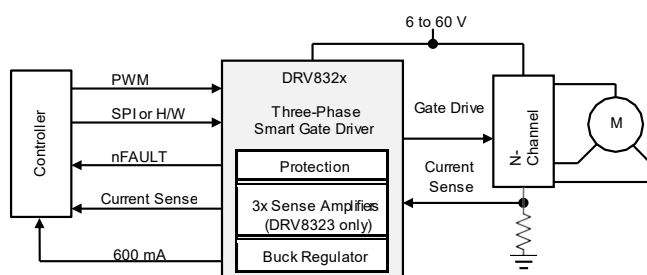 6 to 60 V
DRV832x
Three-Phase
Smart Gate Driver
Protection
3x Sense Amplifiers
(DRV8323 only)
Buck Regulator
Controller
PWM
SPI or H/W
nFAULT
Current Sense
600 mA
Gate Drive
Current
Sense
N-
Channel
M